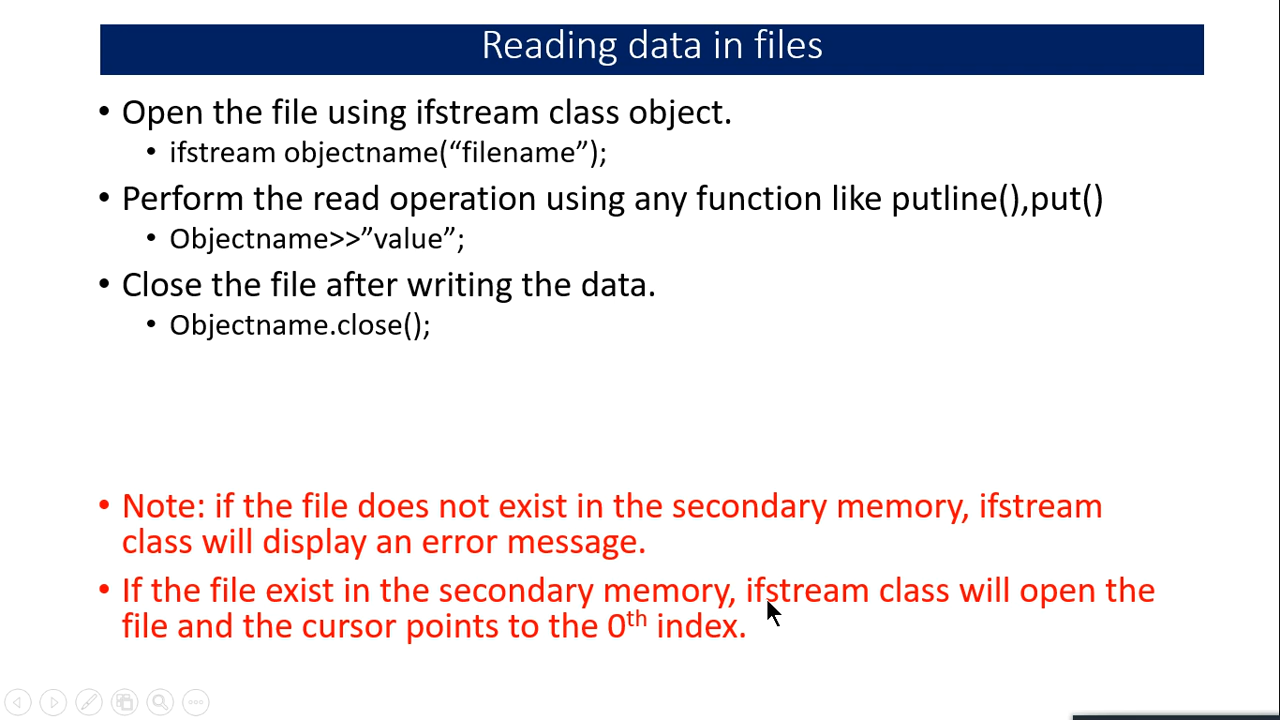 Reading data in files
• Open the file using ifstream class object.
• ifstream objectname(“filename”);
• Perform the read operation using any function like putline(),put()
• Objectname>>”value”;
• Close the file after writing the data.
• Objectname.close();
• Note: if the file does not exist in the secondary memory, ifstream
class will display an error message.
• If the file exist in the secondary memory, ifstream class will open the
file and the cursor points to the 0th index.